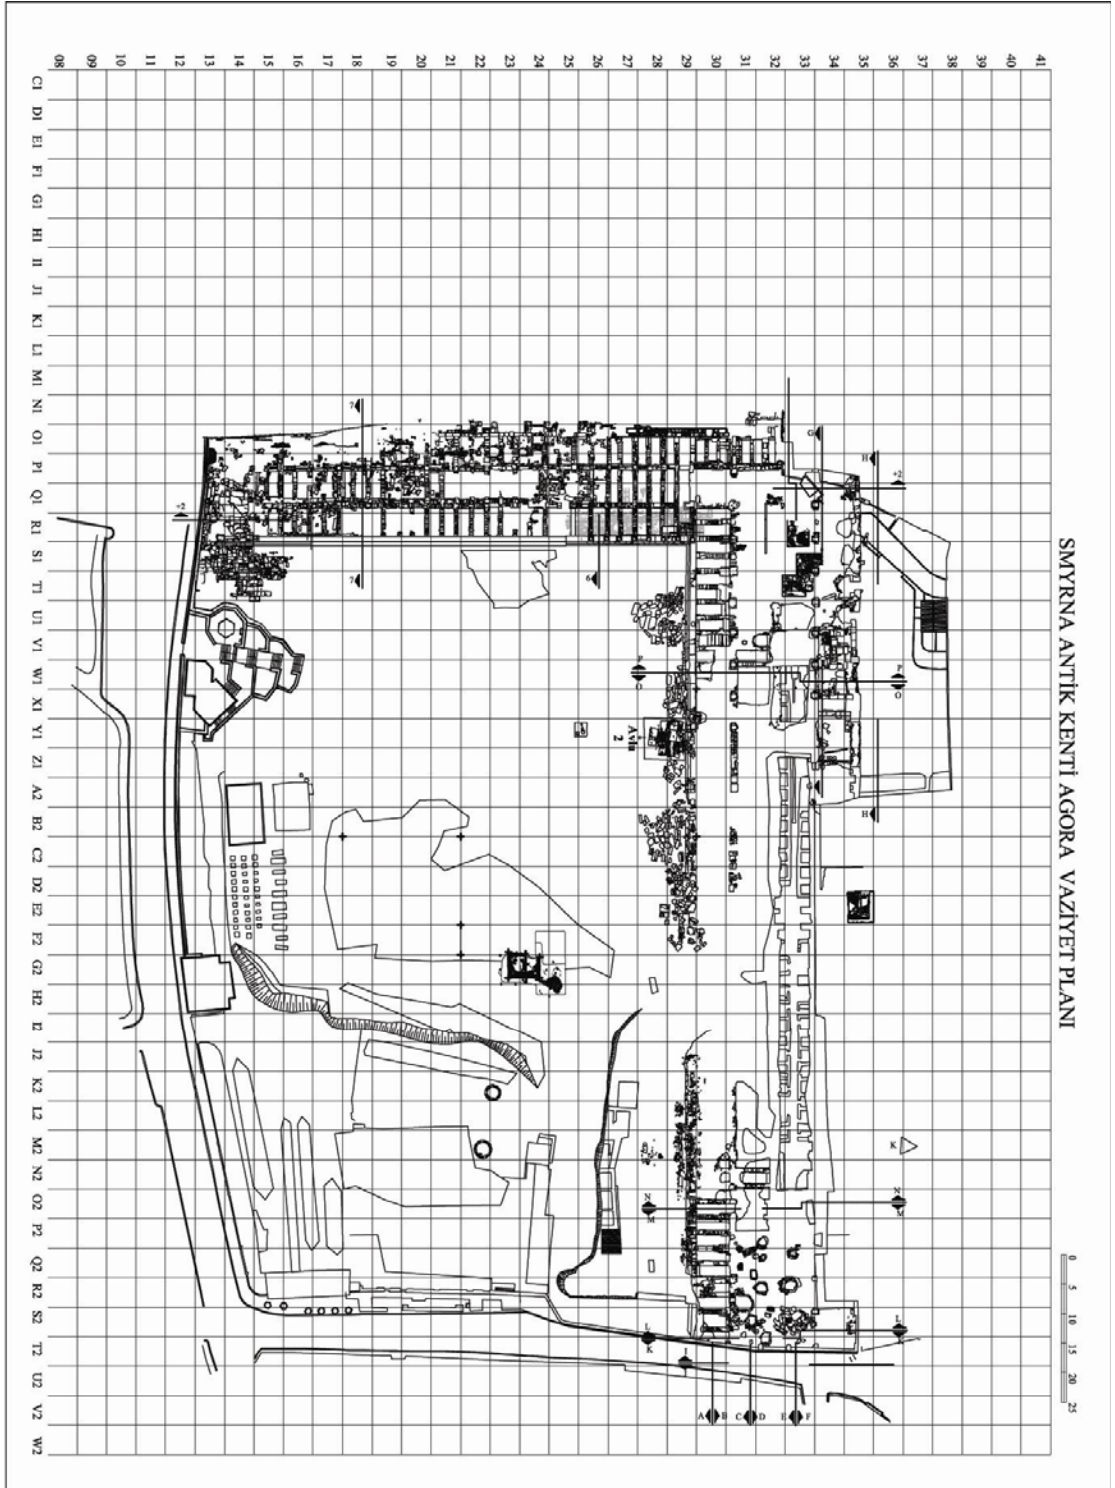 SMYRNA ANTİK KENTİ AGORA VAZİYET PLANI
08 09 10 11 12 13 14 15 16 17 18 19 20 21 22 23 24 25 26 27 28 29 30 31 32 33 34 35 36 37 38 39 40 41
C1 D1 E1 F1 G1 H1 I1 J1 K1 L1 M1 N1 O1 P1 Q1 R1 S1 T1 U1 V1 W1 X1 Y1 Z1 A2 B2 C2 D2 E2 F2 G2 H2 I2 J2 K2 L2 M2 N2 O2 P2 Q2 R2 S2 T2 U2 V2 W2
7
G
H
+2
+2
7
6
P
O
P
O
Avlu
2
G
H
K
N
M
N
M
L
K
L
K
A B C D E F
0 5 10 15 20 25